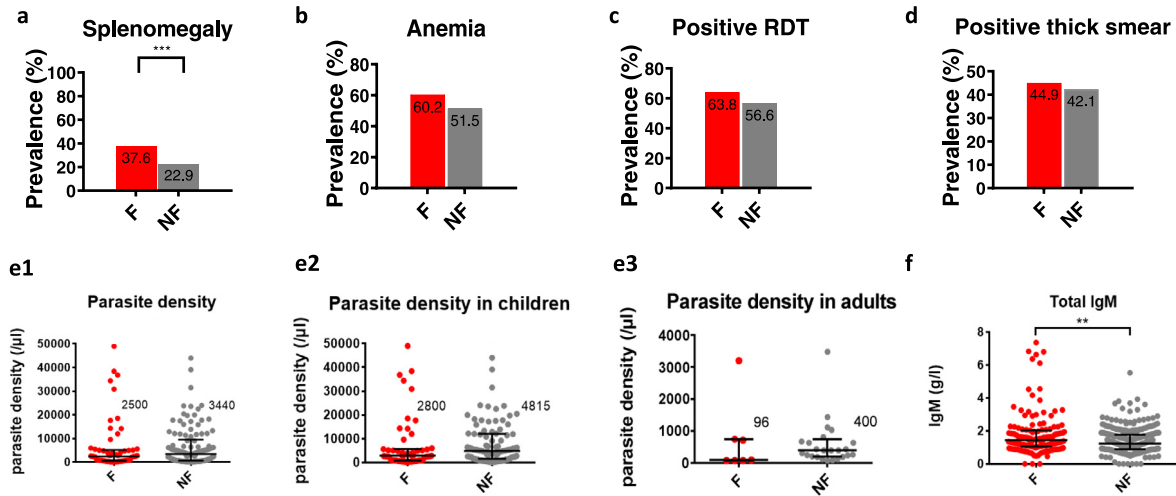 a
Splenomegaly
***
Prevalence (%)
100
80
60
40
20
0
37.6
22.9
F
NF
b
Anemia
Prevalence (%)
80
60
40
20
0
60.2
51.5
F
NF
c
Positive RDT
Prevalence (%)
80
60
40
20
0
63.8
56.6
F
NF
d
Positive thick smear
Prevalence (%)
50
40
30
20
10
0
44.9
42.1
F
NF
e1
Parasite density
parasite density (/µl)
50000
40000
30000
20000
10000
0
2500
3440
F
NF
e2
Parasite density in children
parasite density (/µl)
50000
40000
30000
20000
10000
0
2800
4815
F
NF
e3
Parasite density in adults
parasite density (/µl)
4000
3000
2000
1000
0
96
400
F
NF
f
Total IgM
**
IgM (g/l)
8
6
4
2
0
F
NF